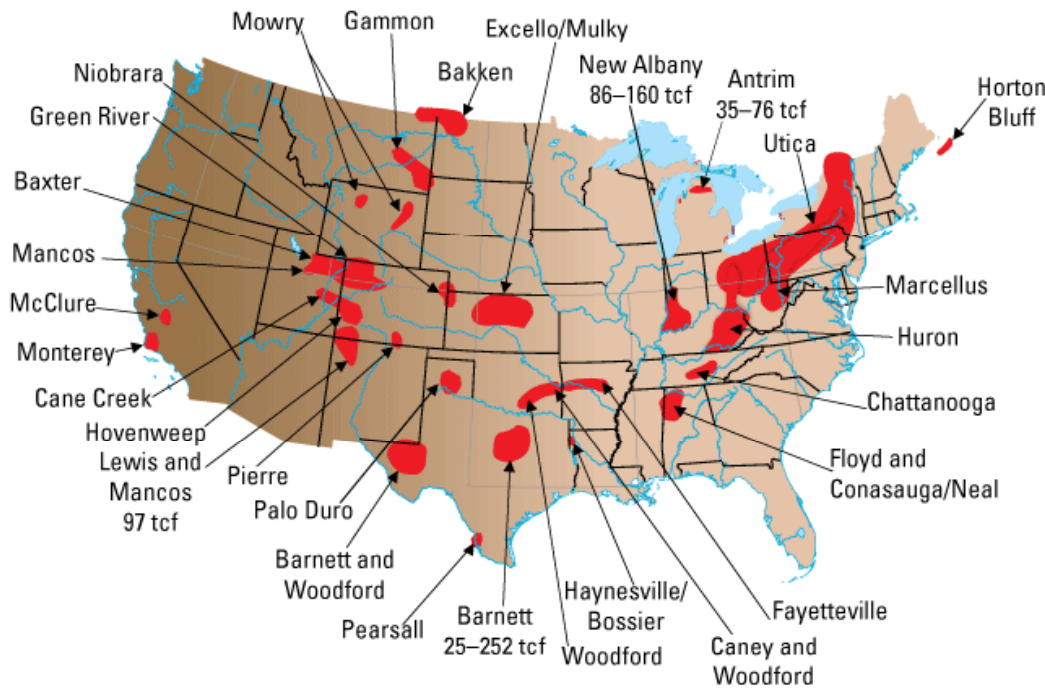 Mowry
Gammon
Excello/Mulky
Niobrara
Bakken
New Albany
86–160 tcf
Antrim
35–76 tcf
Horton
Bluff
Green River
Utica
Baxter
Mancos
McClure
Marcellus
Monterey
Huron
Cane Creek
Chattanooga
Hovenweep
Lewis and
Mancos
97 tcf
Pierre
Palo Duro
Floyd and
Conasauga/Neal
Barnett and
Woodford
Pearsall
Barnett
25–252 tcf
Haynesville/
Bossier
Woodford
Fayetteville
Caney and
Woodford